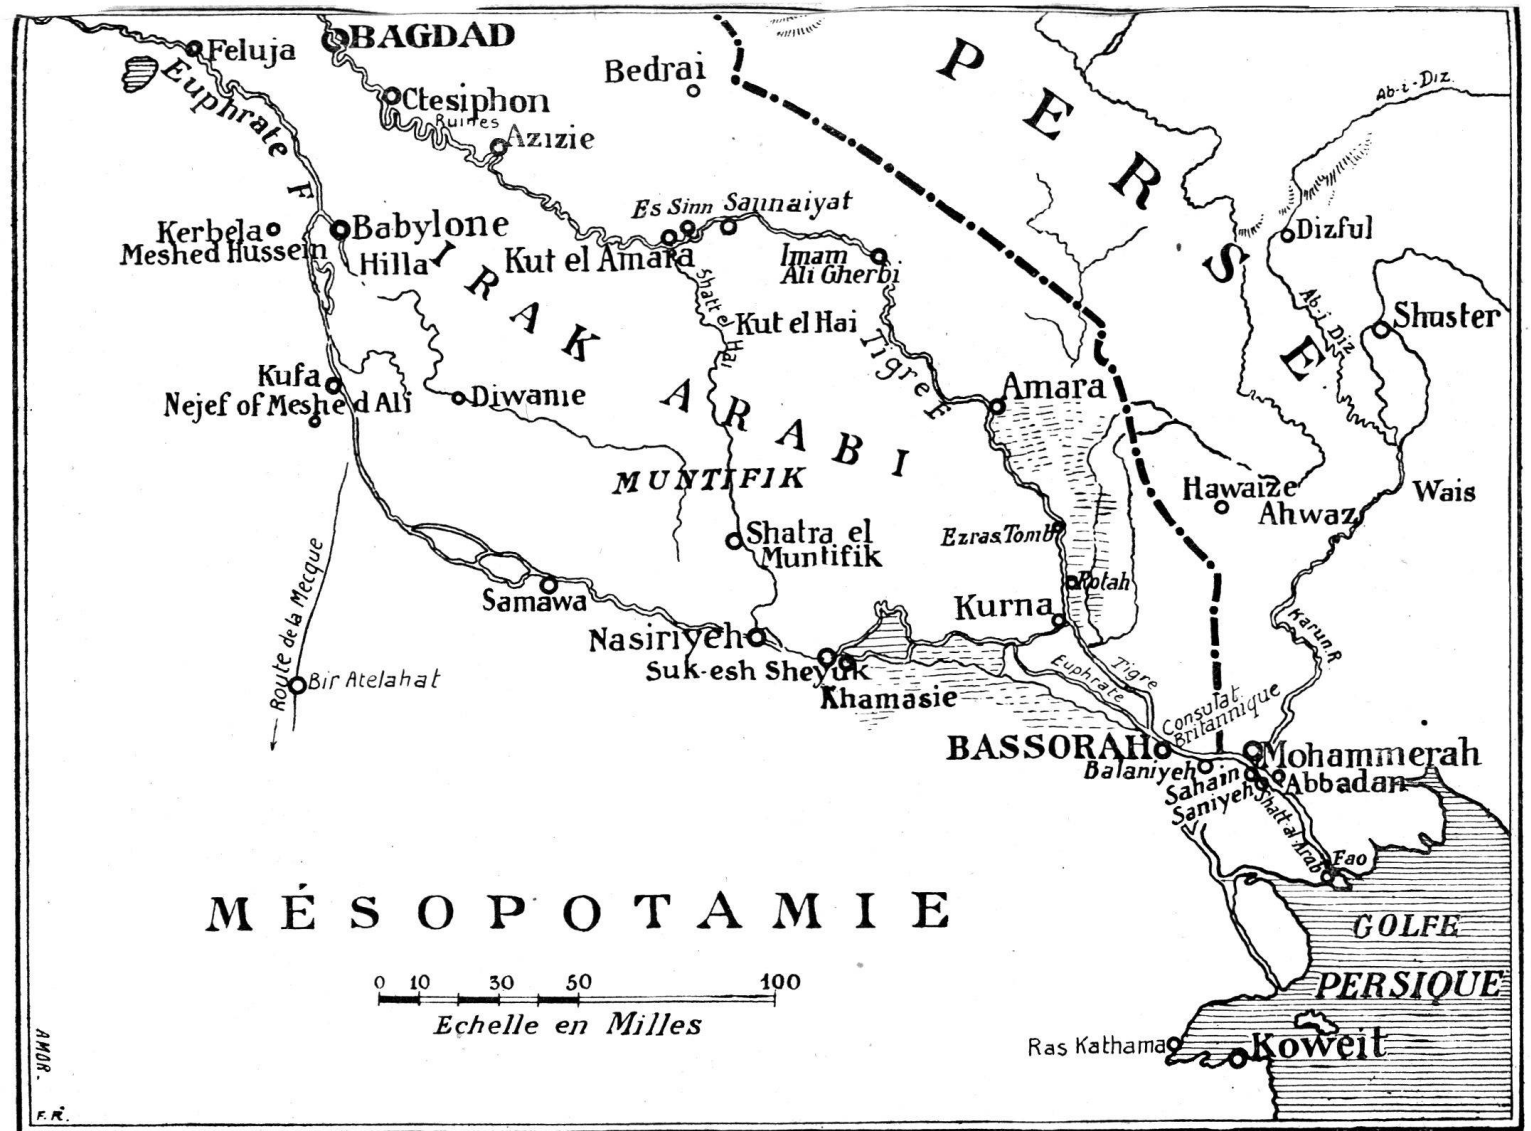 Feluja
BAGDAD
Bedrai
PERSE
Ab-i-Diz.
Euphrate F
Ctesiphon
Ruines
Azizie
Kerbela
Meshed Hussein
Babylone
Hilla
Es Sinn
Sannaiyat
Kut el Amara
Imam
Ali Gherbi
Dizful
Ab-i Diz
Shuster
Shatt el Hai
Kut el Hai
Tigre F
IRAK ARABI
Kufa
Nejef of Meshed Ali
Diwanie
Amara
MUNTIFIK
Hawaize
Ahwaz
Wais
Shatra el
Muntifik
Ezras Tomb
Rotah
Route de la Mecque
Samawa
Kurna
Nasiriyeh
Suk-esh Sheyuk
Khamasie
Karun R
Bir Atelahat
Euphrate
Tigre
Consulat
Britannique
BASSORAH
Mohammerah
Balaniyeh
Sahain
Abbadan
Saniyeh
Shatt-al-Arab
Fao
MÉSOPOTAMIE
GOLFE
PERSIQUE
0 10 30 50 100
Echelle en Milles
Ras Kathama
Koweit
AMOR.
F.R.